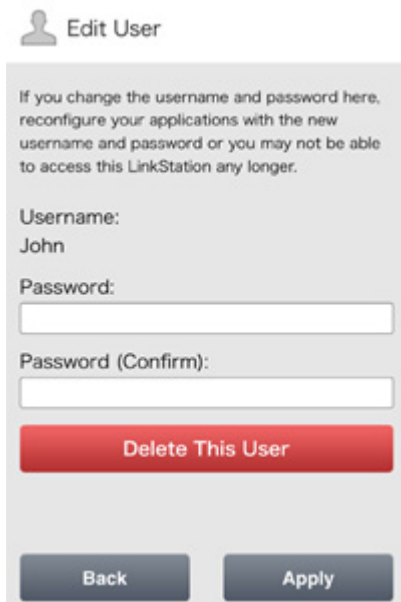 Edit User
If you change the username and password here,
reconfigure your applications with the new
username and password or you may not be able
to access this LinkStation any longer.
Username:
John
Password:
Password (Confirm):
Delete This User
Back
Apply